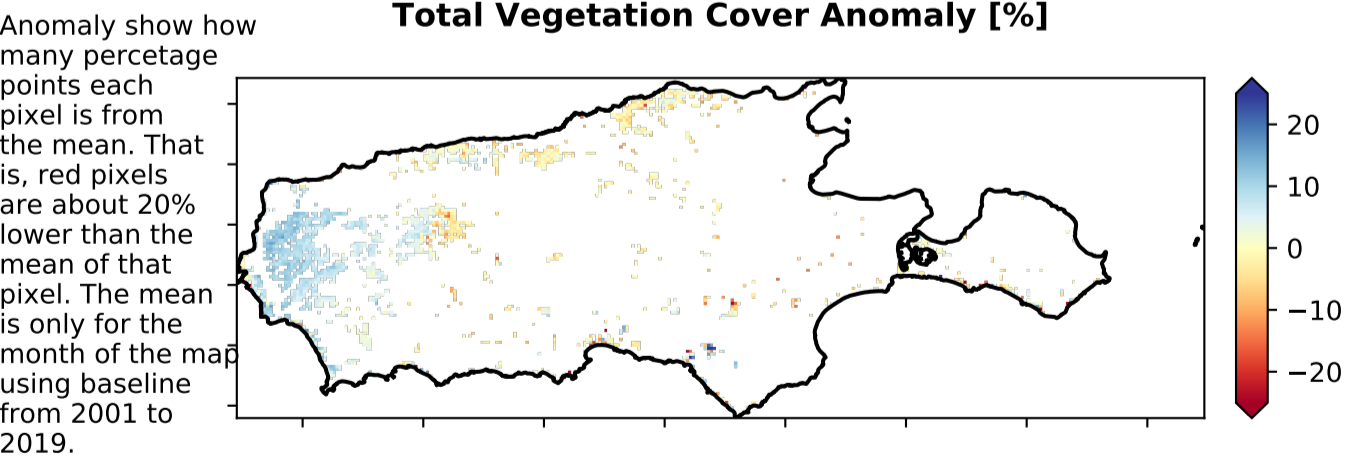 Total Vegetation Cover Anomaly [%]
Anomaly show how
many percetage
points each
pixel is from
the mean. That
is, red pixels
are about 20%
lower than the
mean of that
pixel. The mean
is only for the
month of the map
using baseline
from 2001 to
2019.
20
10
0
−10
−20